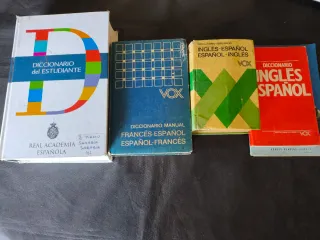 DICCIONARIO
del ESTUDIANTE
REAL ACADEMIA
ESPAÑOLA
VOX
DICCIONARIO MANUAL
FRANCÉS-ESPAÑOL
ESPAÑOL-FRANCÉS
INGLÉS-ESPAÑOL
ESPAÑOL-INGLÉS
VOX
DICCIONARIO
INGLÉS
ESPAÑOL
VOX